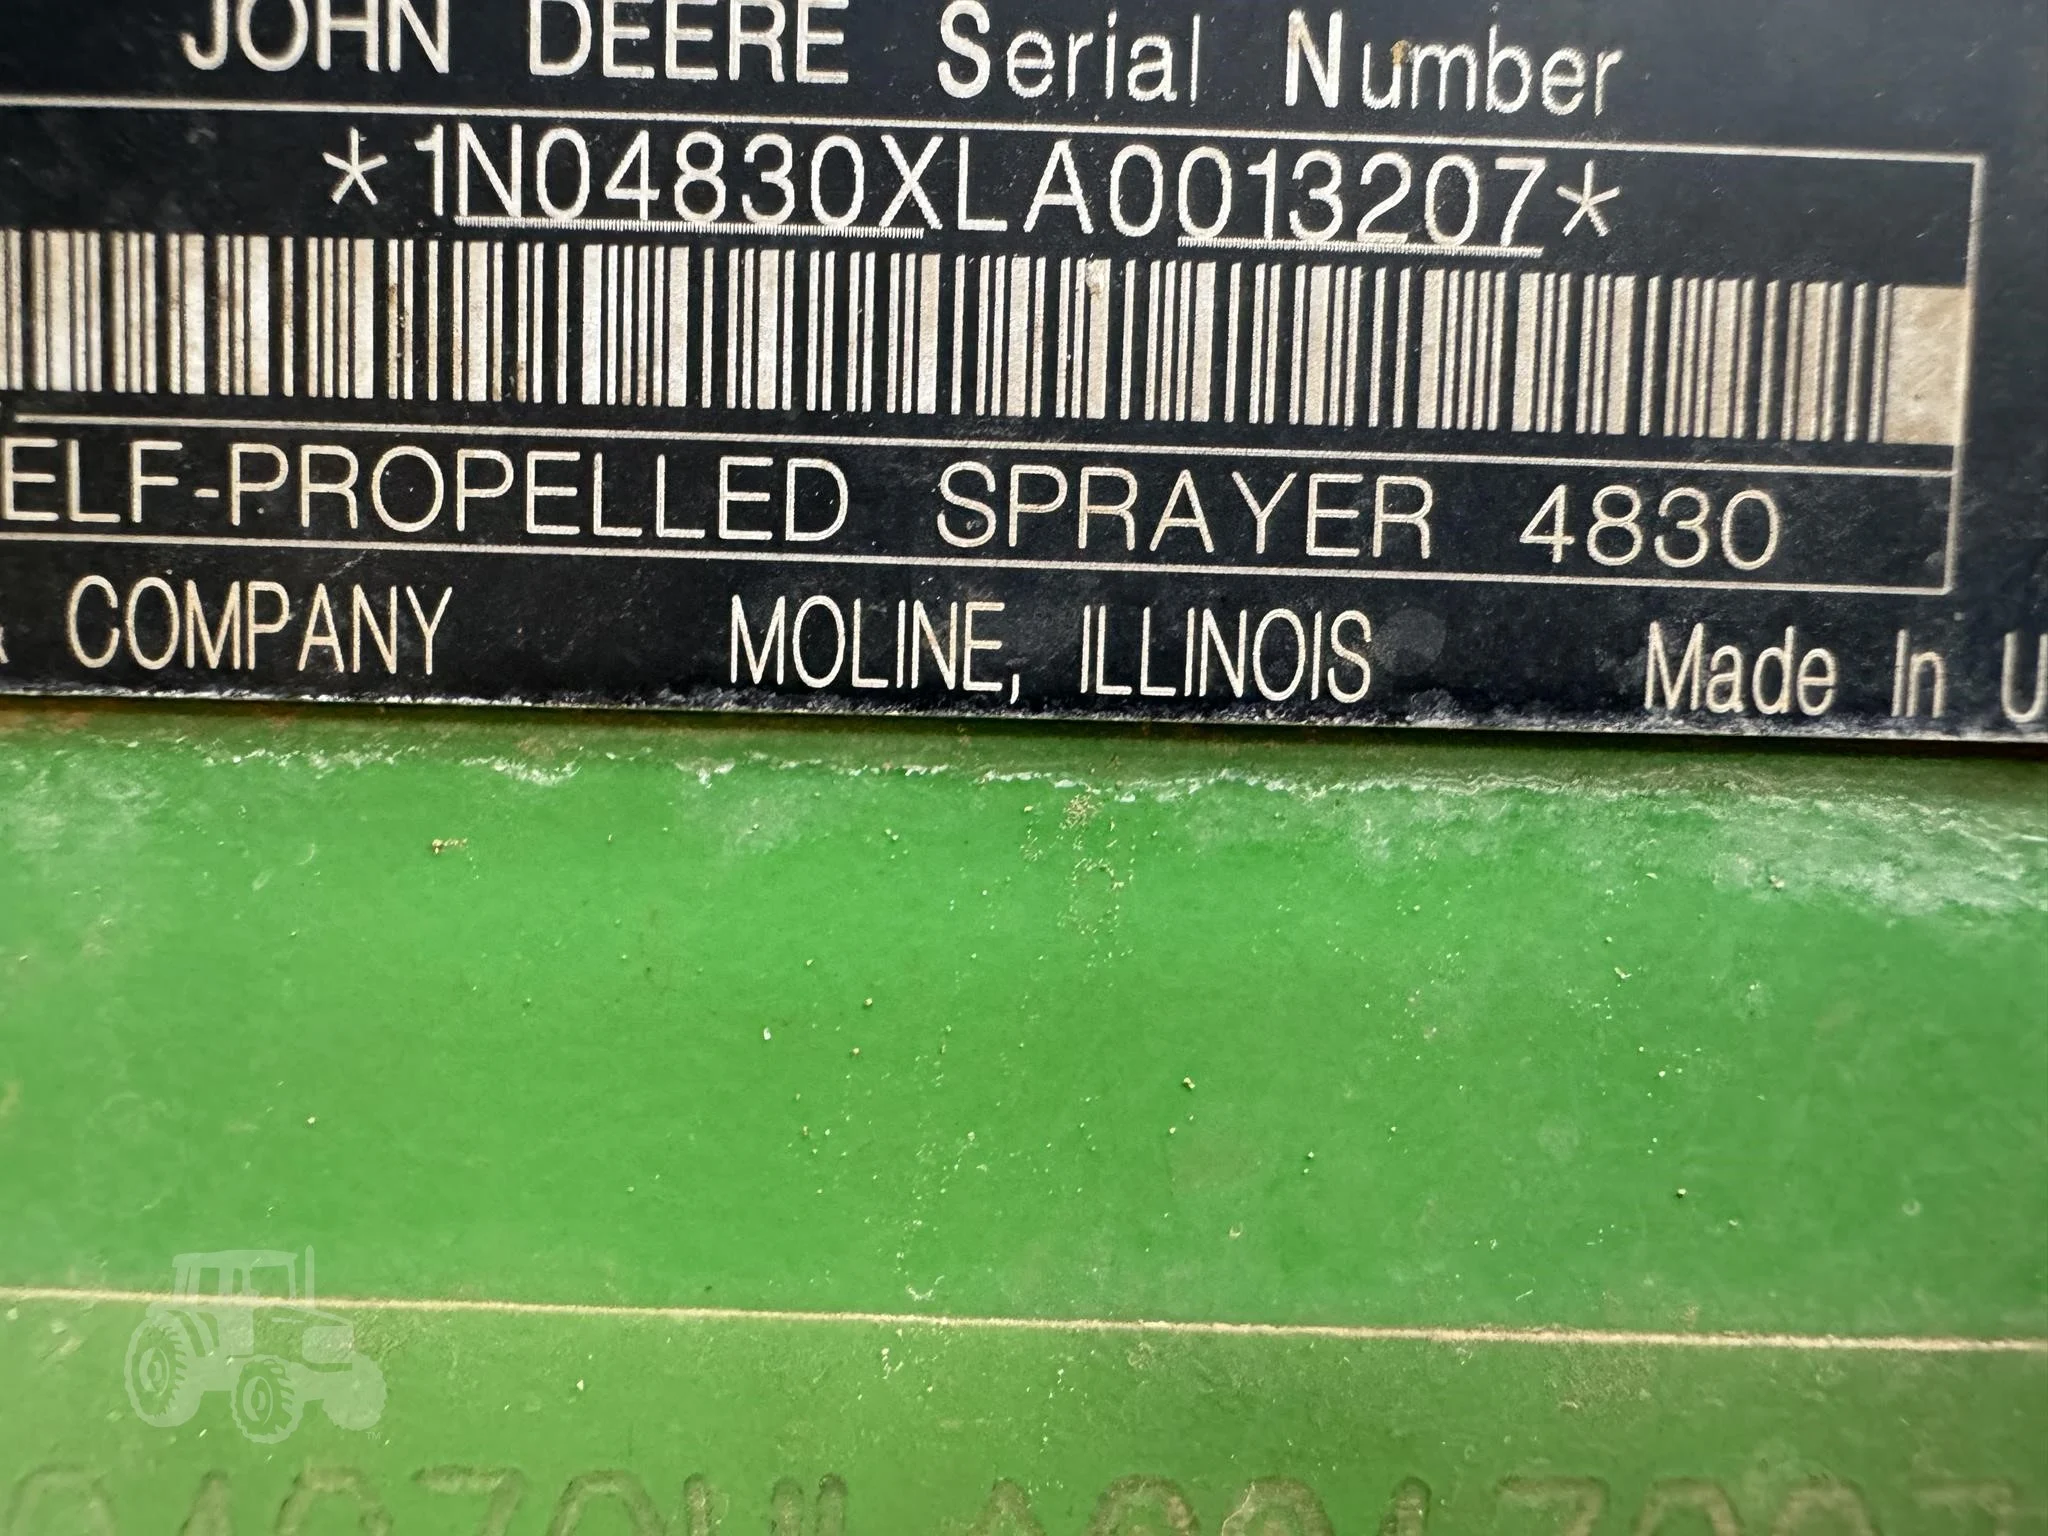 JOHN DEERE Serial Number
*1N04830XLA0013207*
ELF-PROPELLED SPRAYER 4830
COMPANY MOLINE, ILLINOIS Made In U